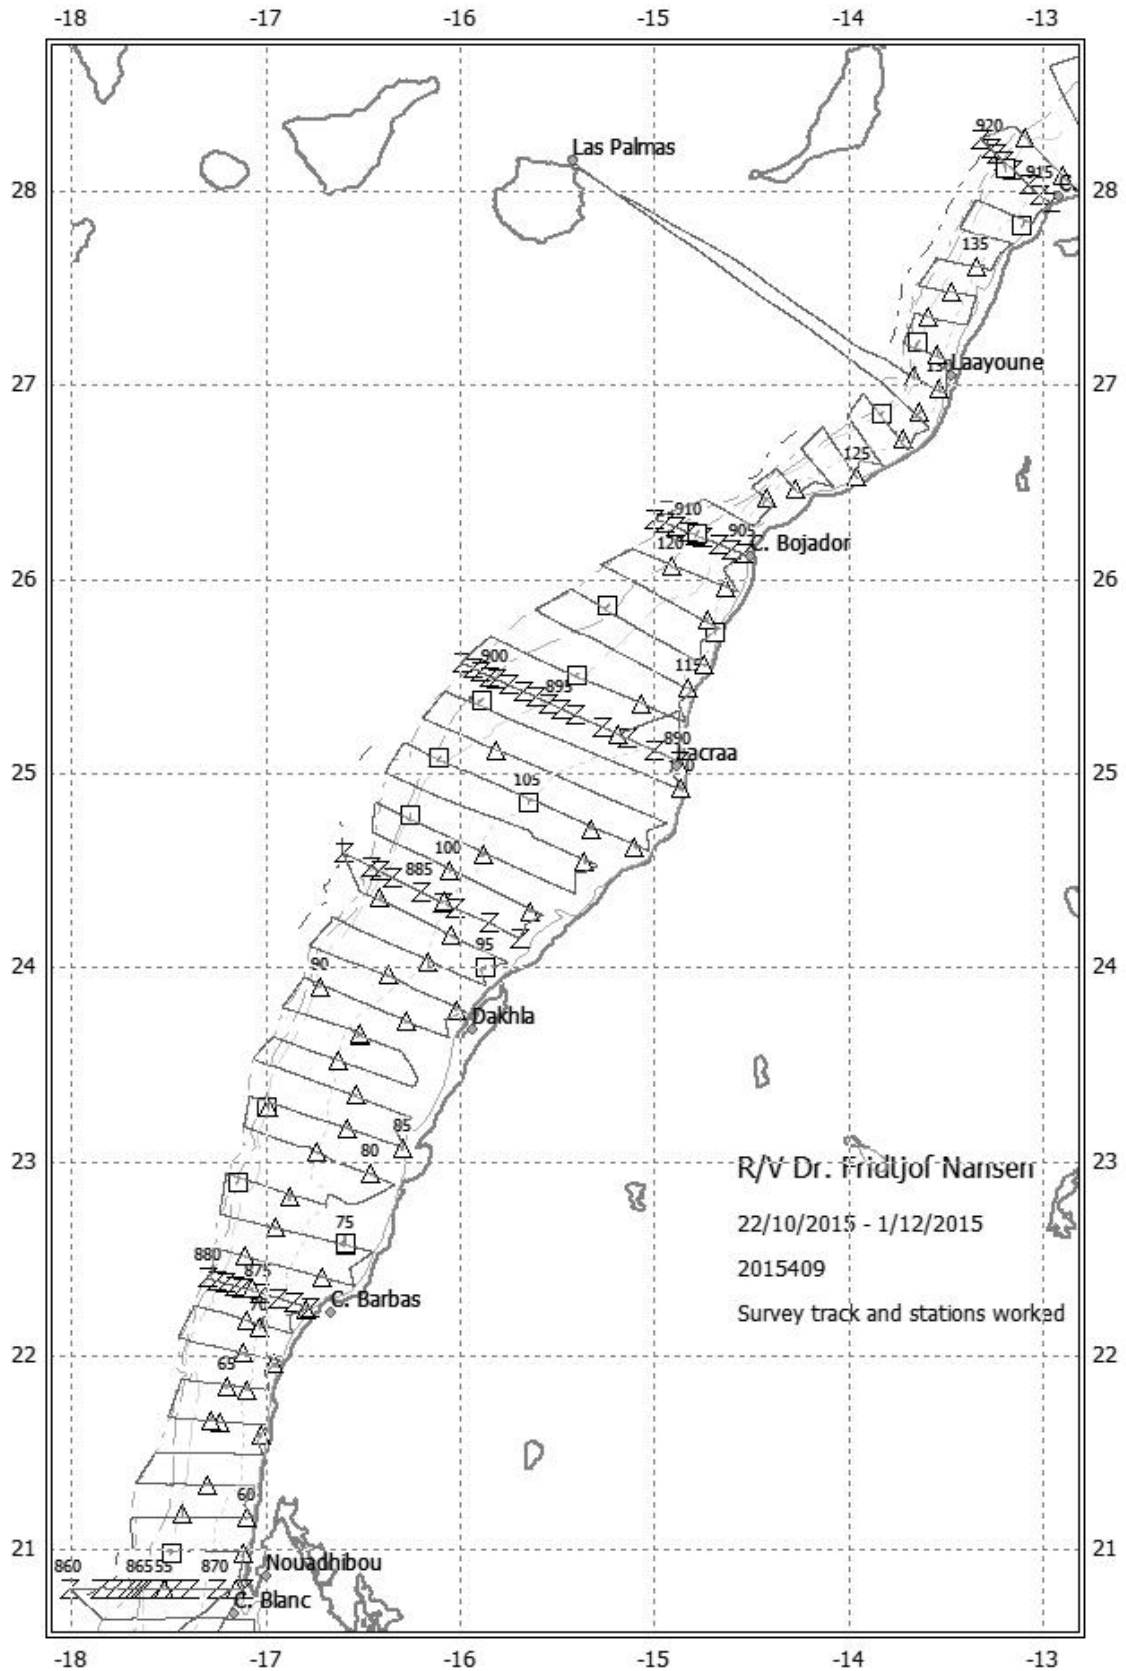 -18 -17 -16 -15 -14 -13
920
Las Palmas
915
28 28
135
Laayoune
27 27
125
910
905
120 C. Bojador
26 26
900
115
895
890
Lacraa
25 25
105
100
885
95
24 24
90
Dakhla
85
80
23 23
R/V Dr. Fridtjof Nansen
75
22/10/2015 - 1/12/2015
880
875
2015409
C. Barbas
70
Survey track and stations worked
22 22
65
60
21 21
860 865 55 870 Nouadhibou
C. Blanc
-18 -17 -16 -15 -14 -13